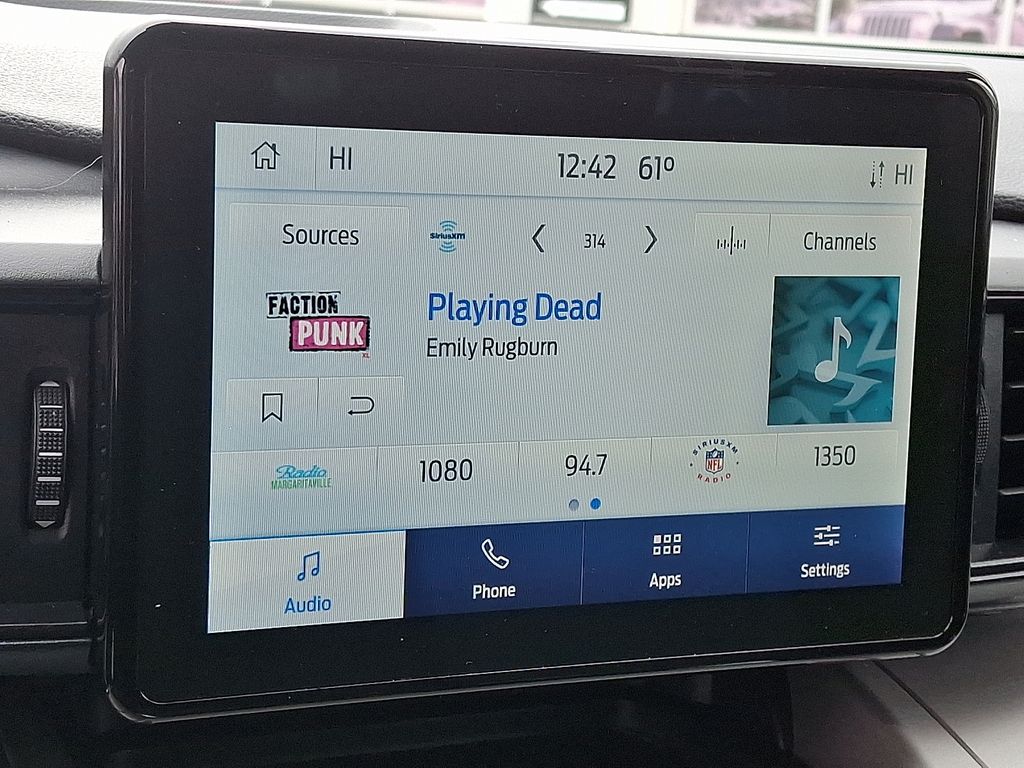 HI
12:42 61º
HI
Sources
SiriusXM
314
Channels
FACTION
PUNK
XL
Playing Dead
Emily Rugburn
Radio
MARGARITAVILLE
1080
94.7
SIRIUSXM
NFL
RADIO
1350
Audio
Phone
Apps
Settings